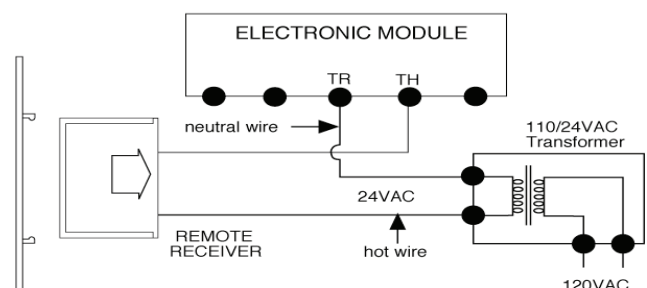 ELECTRONIC MODULE
TR
TH
neutral wire
110/24VAC
Transformer
24VAC
REMOTE
RECEIVER
hot wire
120VAC